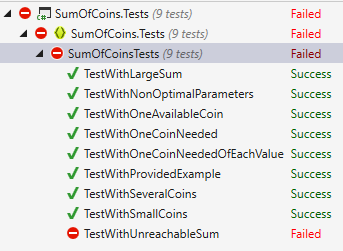 SumOfCoins.Tests (9 tests) Failed
SumOfCoins.Tests (9 tests) Failed
SumOfCoinsTests (9 tests) Failed
TestWithLargeSum Success
TestWithNonOptimalParameters Success
TestWithOneAvailableCoin Success
TestWithOneCoinNeeded Success
TestWithOneCoinNeededOfEachValue Success
TestWithProvidedExample Success
TestWithSeveralCoins Success
TestWithSmallCoins Success
TestWithUnreachableSum Failed